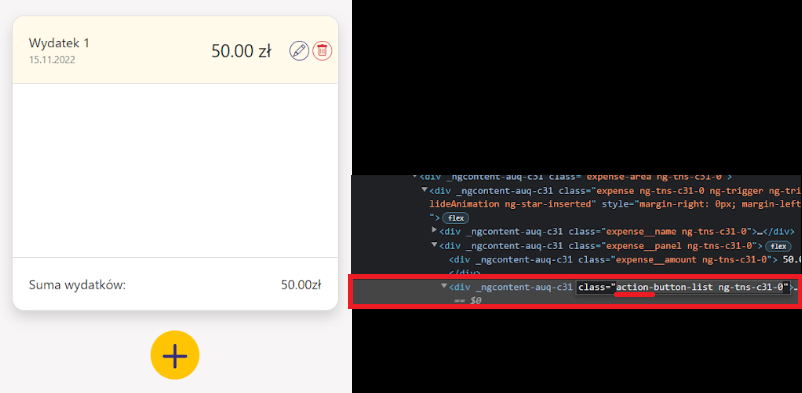 Wydatek 1
50.00 zł
15.11.2022
Suma wydatków:
50.00zł
<div _ngcontent-auq-c31 class="expense-area ng-tns-c31-0">
<div _ngcontent-auq-c31 class="expense ng-tns-c31-0 ng-trigger ng-tri
lideAnimation ng-star-inserted" style="margin-right: 0px; margin-left
"> flex
<div _ngcontent-auq-c31 class="expense__name ng-tns-c31-0">…</div>
<div _ngcontent-auq-c31 class="expense__panel ng-tns-c31-0"> flex
<div _ngcontent-auq-c31 class="expense__amount ng-tns-c31-0"> 50.0
</div>
<div _ngcontent-auq-c31 class="action-button-list ng-tns-c31-0">…
== $0